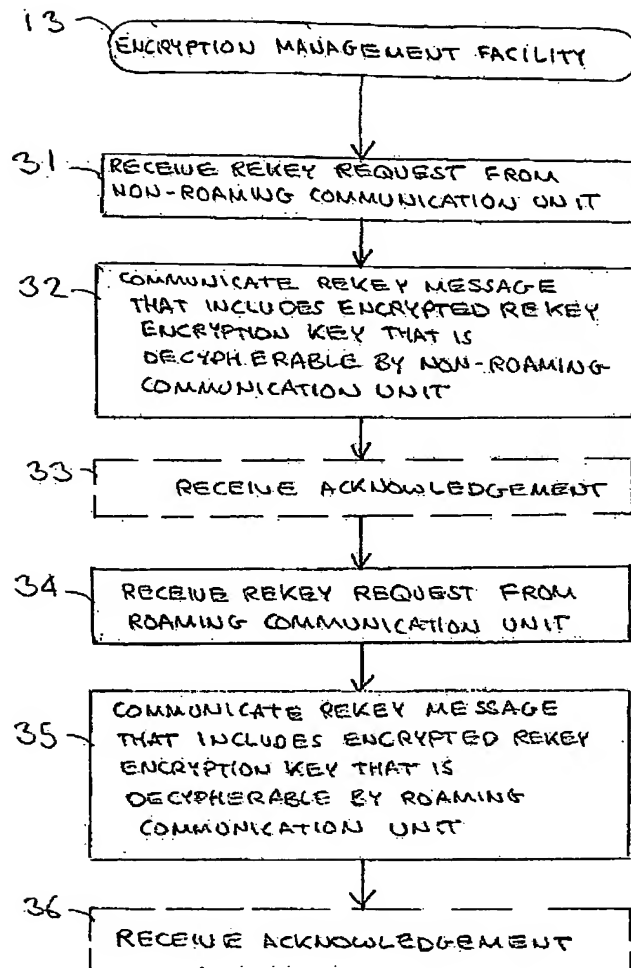 13
ENCRYPTION MANAGEMENT FACILITY
31
RECEIVE REKEY REQUEST FROM
NON-ROAMING COMMUNICATION UNIT
32
COMMUNICATE REKEY MESSAGE
THAT INCLUDES ENCRYPTED REKEY
ENCRYPTION KEY THAT IS
DECYPHERABLE BY NON-ROAMING
COMMUNICATION UNIT
33
RECEIVE ACKNOWLEDGEMENT
34
RECEIVE REKEY REQUEST FROM
ROAMING COMMUNICATION UNIT
35
COMMUNICATE REKEY MESSAGE
THAT INCLUDES ENCRYPTED REKEY
ENCRYPTION KEY THAT IS
DECYPHERABLE BY ROAMING
COMMUNICATION UNIT
36
RECEIVE ACKNOWLEDGEMENT